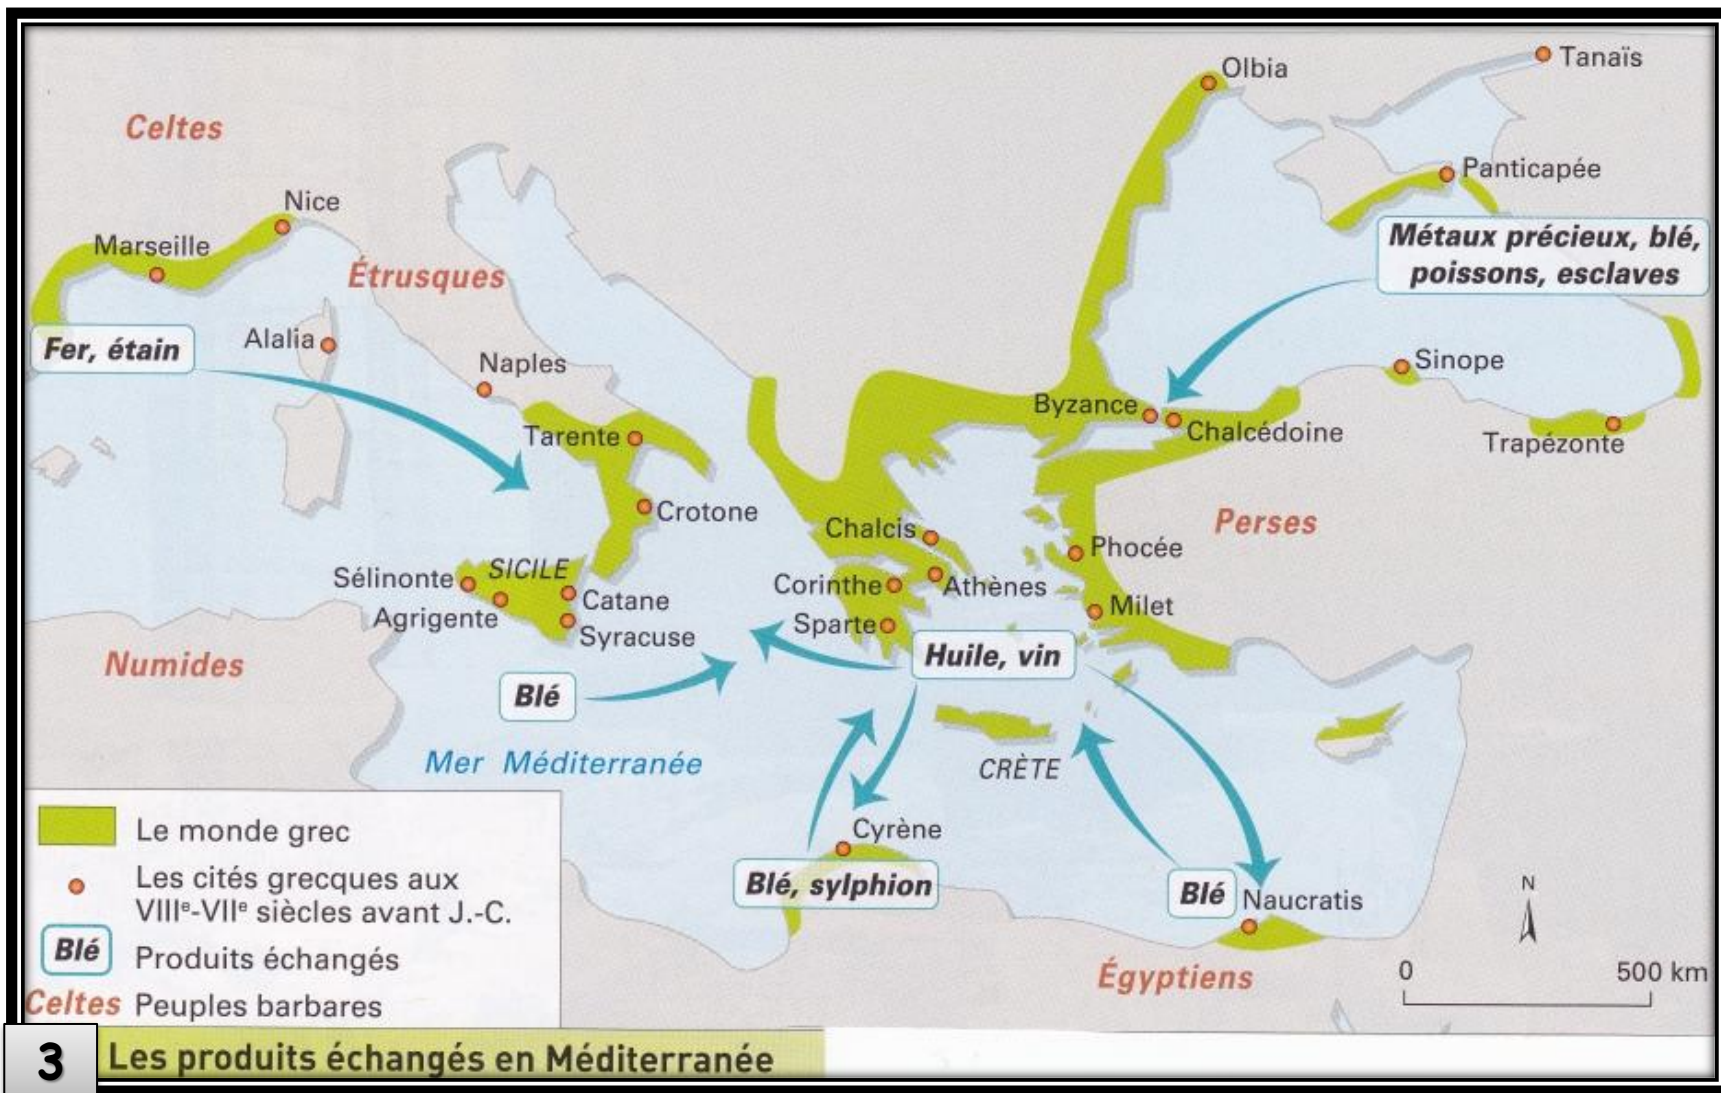 Tanaïs
Olbia
Celtes
Panticapée
Nice
Métaux précieux, blé,
poissons, esclaves
Marseille
Étrusques
Alalia
Fer, étain
Naples
Sinope
Byzance
Chalcédoine
Tarente
Trapézonte
Crotone
Perses
Chalcis
Phocée
SICILE
Sélinonte
Corinthe
Athènes
Catane
Agrigente
Milet
Sparte
Syracuse
Numides
Huile, vin
Blé
Mer Méditerranée
CRÈTE
Cyrène
Blé, sylphion
Blé
Naucratis
Égyptiens
N
0 500 km
Le monde grec
Les cités grecques aux
VIIIe-VIIe siècles avant J.-C.
Blé Produits échangés
Celtes Peuples barbares
3 Les produits échangés en Méditerranée